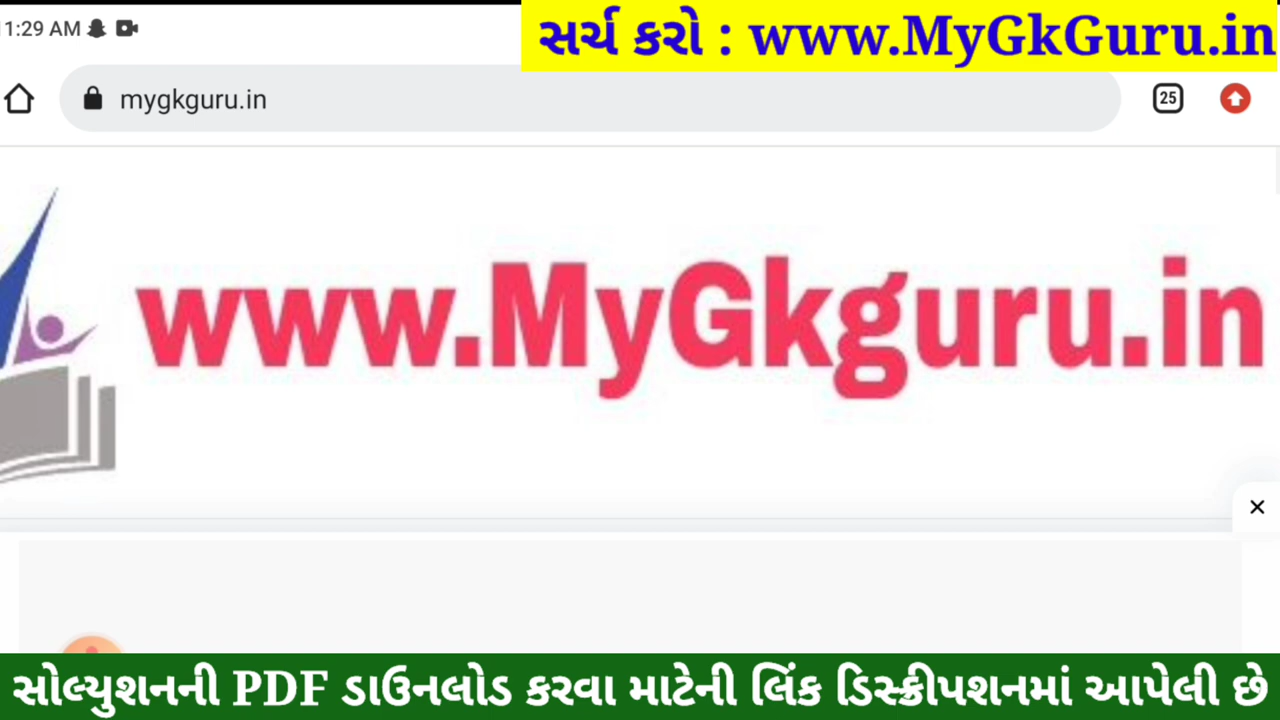 11:29 AM
સર્ચ કરો : www.MyGkGuru.in
mygkguru.in
25
www.MyGkguru.in
સોલ્યુશનની PDF ડાઉનલોડ કરવા માટેની લિંક ડિસ્ક્રીપશનમાં આપેલી છે